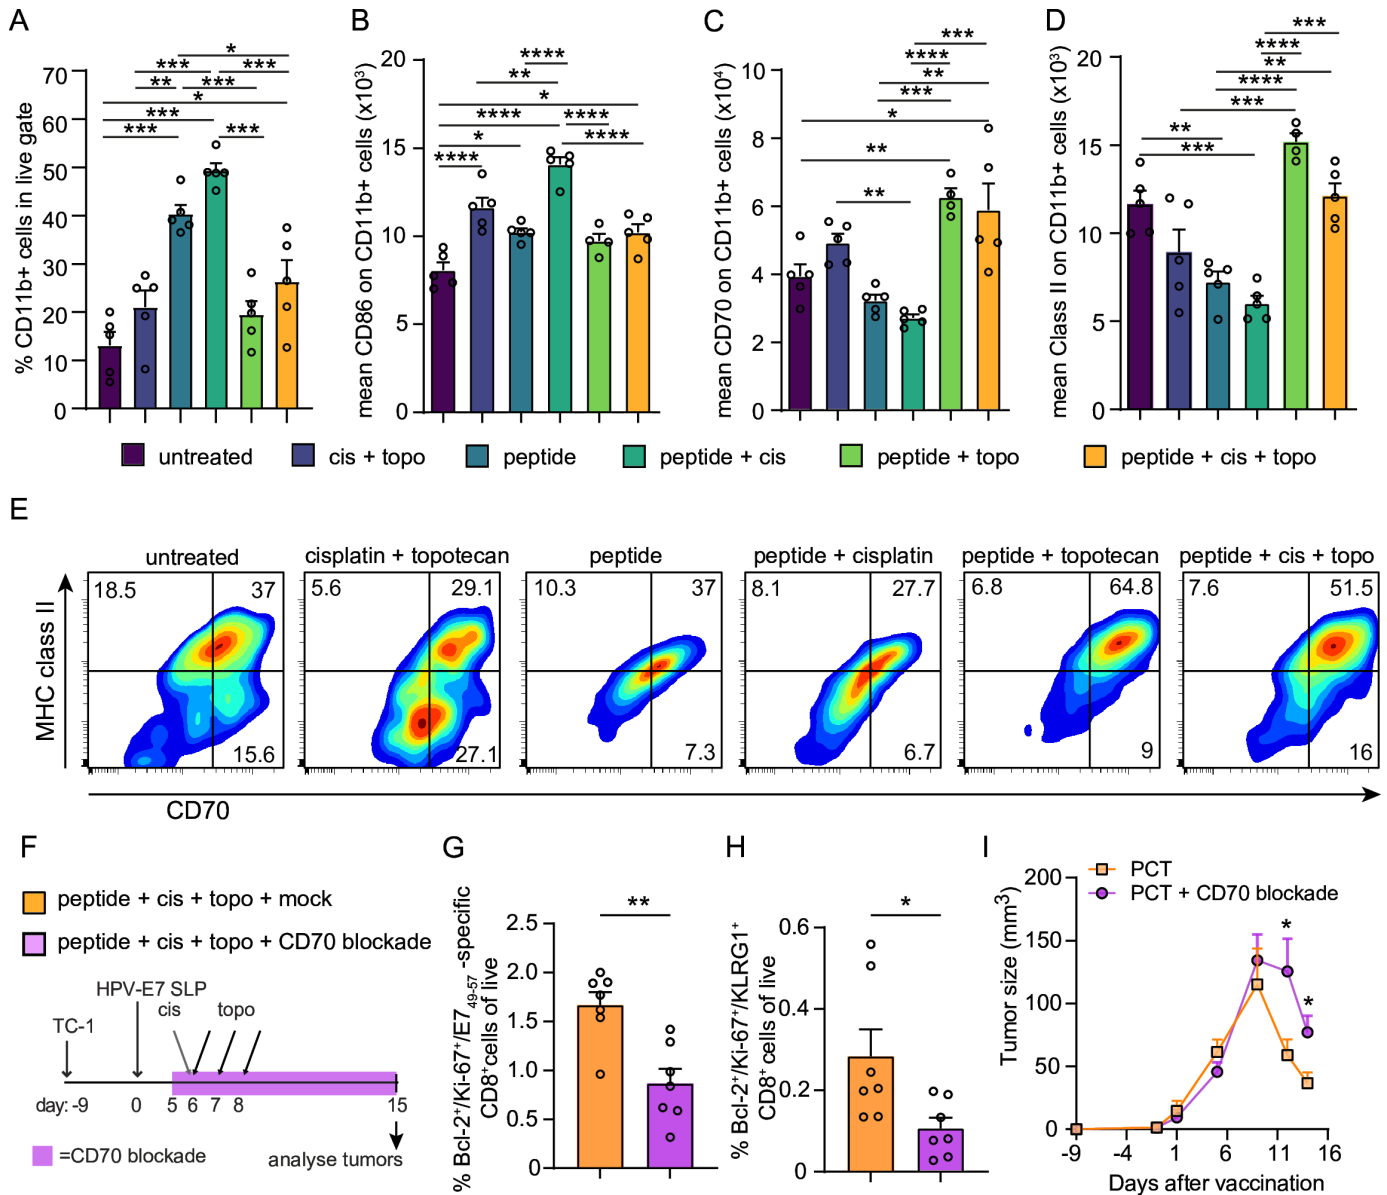 A
B
C
D
% CD11b+ cells in live gate
70
60
50
40
30
20
10
0
*
*** ***
** ***
*
***
*** ***
mean CD86 on CD11b+ cells (x10³)
20
15
10
5
0
****
**
*
**** ****
* ****
****
mean CD70 on CD11b+ cells (x10⁴)
10
8
6
4
2
0
***
****
**
***
*
**
**
mean Class II on CD11b+ cells (x10³)
20
15
10
5
0
***
****
**
****
***
**
***
untreated
cis + topo
peptide
peptide + cis
peptide + topo
peptide + cis + topo
E
untreated
cisplatin + topotecan
peptide
peptide + cisplatin
peptide + topotecan
peptide + cis + topo
18.5 37
15.6
5.6 29.1
27.1
10.3 37
7.3
8.1 27.7
6.7
6.8 64.8
9
7.6 51.5
16
MHC class II
CD70
F
peptide + cis + topo + mock
peptide + cis + topo + CD70 blockade
HPV-E7 SLP
cis topo
TC-1
day: -9 0 5 6 7 8 15
=CD70 blockade
analyse tumors
G
% Bcl-2⁺/Ki-67⁺/E7₄₉₋₅₇ -specific
CD8⁺cells of live
2.5
2.0
1.5
1.0
0.5
0
**
H
% Bcl-2⁺/Ki-67⁺/KLRG1⁺
CD8⁺ cells of live
0.6
0.4
0.2
0
*
I
PCT
PCT + CD70 blockade
Tumor size (mm³)
200
150
100
50
0
*
*
-9 -4 1 6 11 16
Days after vaccination